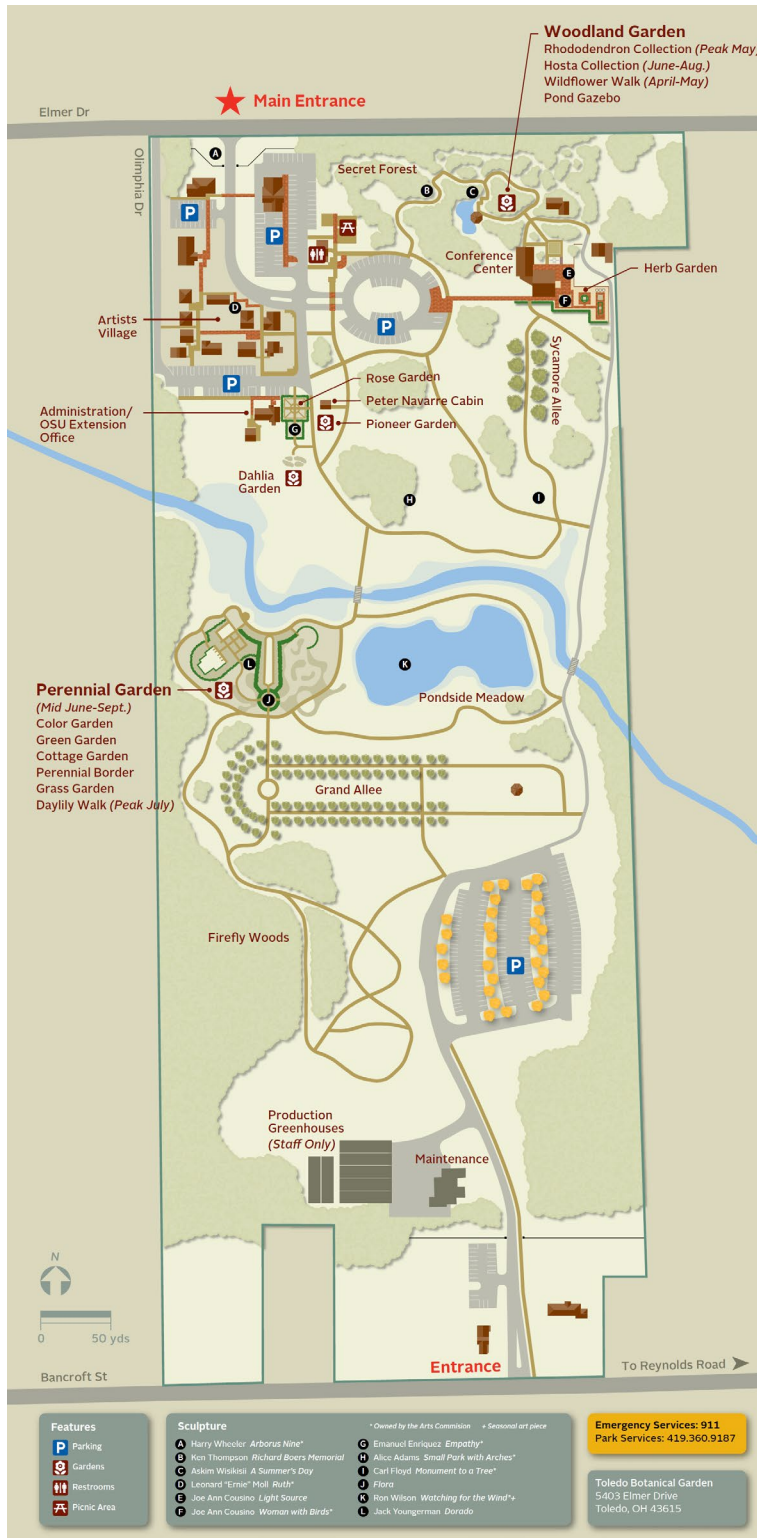 Woodland Garden
Rhododendron Collection (Peak May)
Hosta Collection (June-Aug.)
Wildflower Walk (April-May)
Pond Gazebo
Main Entrance
Elmer Dr
Olimphia Dr
A
Secret Forest
B
C
P
P
Conference
Center
E
Herb Garden
F
D
Artists
Village
P
Sycamore Allee
P
Rose Garden
Peter Navarre Cabin
Administration/
OSU Extension
Office
Pioneer Garden
G
Dahlia
Garden
H
I
L
K
Perennial Garden
(Mid June-Sept.)
Color Garden
Green Garden
Cottage Garden
Perennial Border
Grass Garden
Daylily Walk (Peak July)
J
Pondside Meadow
Grand Allee
Firefly Woods
P
Production
Greenhouses
(Staff Only)
Maintenance
N
0 50 yds
Entrance
To Reynolds Road
Bancroft St
Features
P Parking
Gardens
Restrooms
Picnic Area
Sculpture
* Owned by the Arts Commision + Seasonal art piece
A Harry Wheeler Arborus Nine*
B Ken Thompson Richard Boers Memorial
C Askim Wisikisii A Summer's Day
D Leonard "Ernie" Moll Ruth*
E Joe Ann Cousino Light Source
F Joe Ann Cousino Woman with Birds*
G Emanuel Enriquez Empathy*
H Alice Adams Small Park with Arches*
I Carl Floyd Monument to a Tree*
J Flora
K Ron Wilson Watching for the Wind*+
L Jack Youngerman Dorado
Emergency Services: 911
Park Services: 419.360.9187
Toledo Botanical Garden
5403 Elmer Drive
Toledo, OH 43615